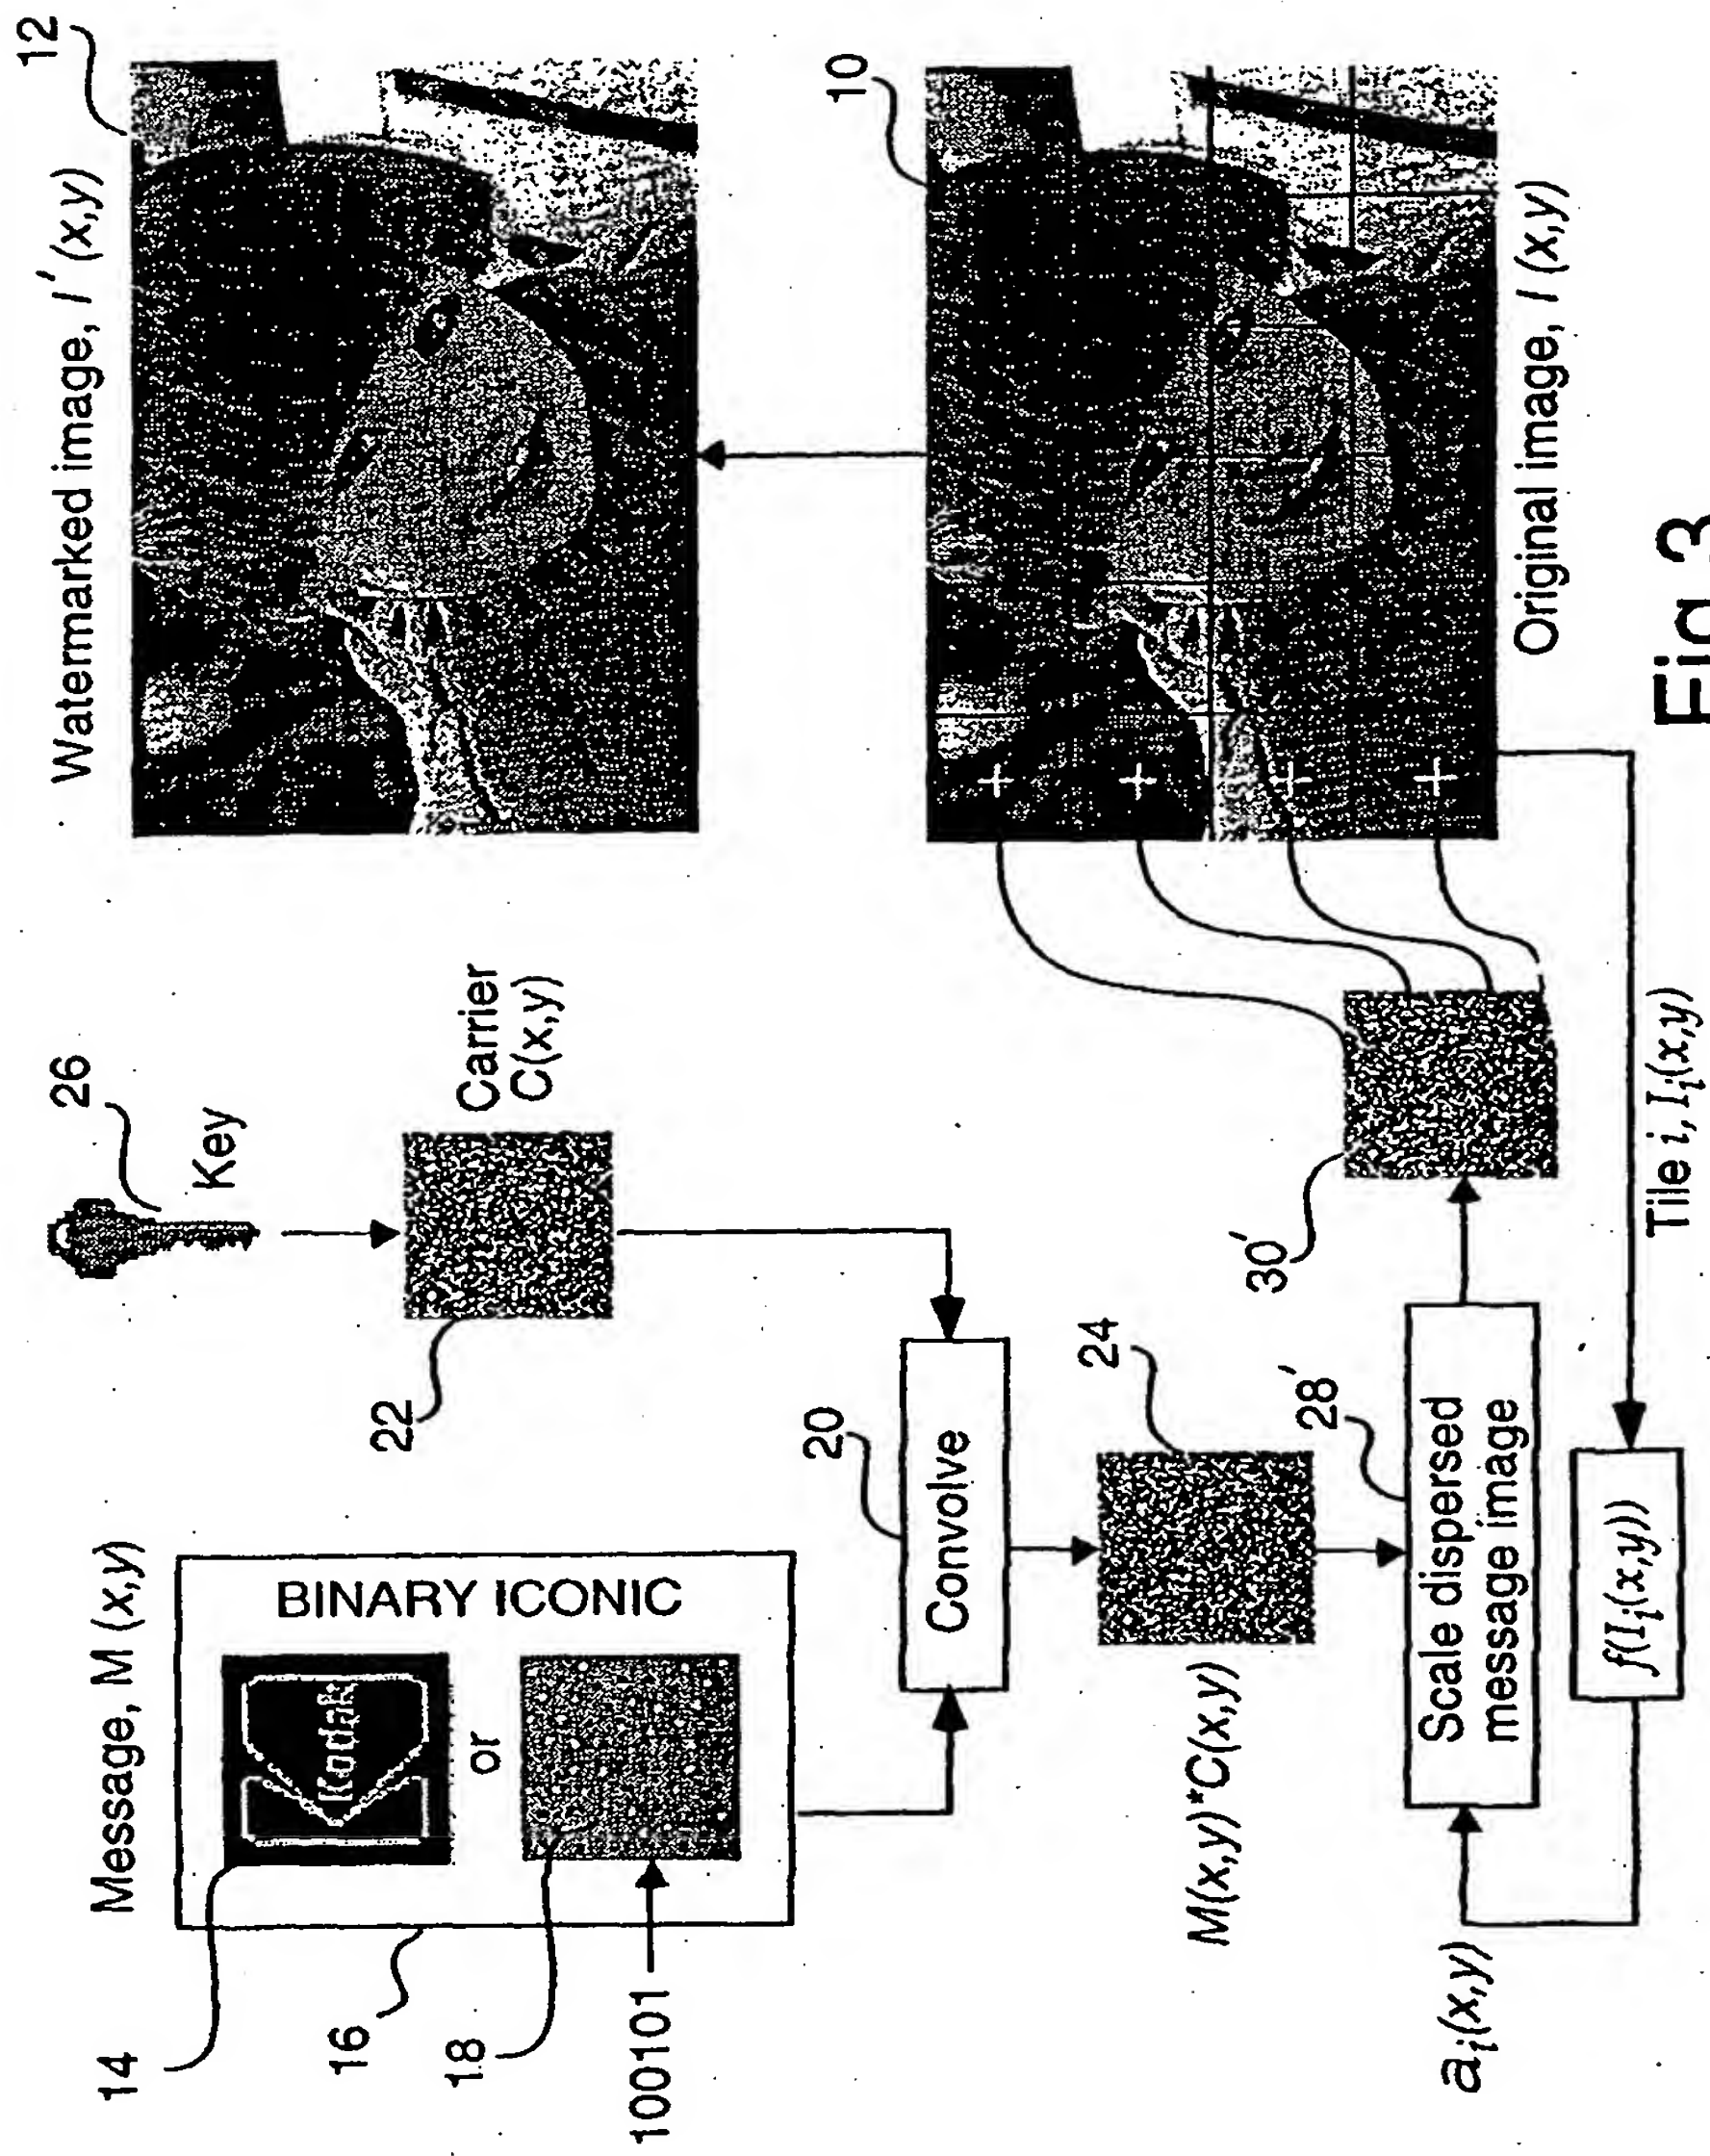 Message, M (x,y)
14
16
18
100101
BINARY ICONIC
Kodak
or
26
Key
22
Carrier
C(x,y)
20
Convolve
24
M(x,y)*C(x,y)
28'
Scale dispersed
message image
a_i(x,y)
f(I_i(x,y))
30'
Tile i, I_i(x,y)
Watermarked image, I' (x,y)
12
10
Original image, I (x,y)
Fig. 3